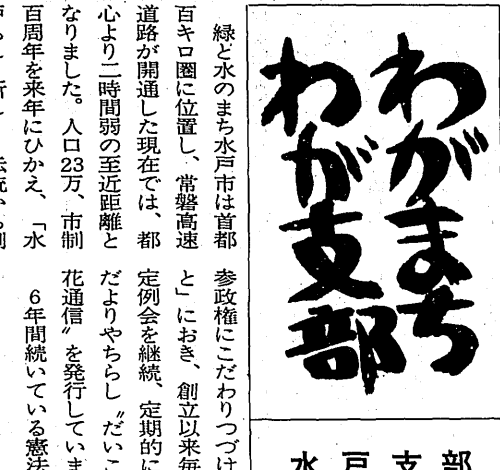 わがまち
わが支部
水戸支部
緑と水のまち水戸市は首都
百キロ圏に位置し、常磐高速
道路が開通した現在では、都
心より二時間弱の至近距離と
なりました。人口23万、市制
百周年を来年にひかえ、「水
参政権にこだわりつづけ
と」におき、創立以来毎
定例会を継続、定期的に
だよりやちらし〝だいこ
花通信〟を発行していま
６年間続いている憲法